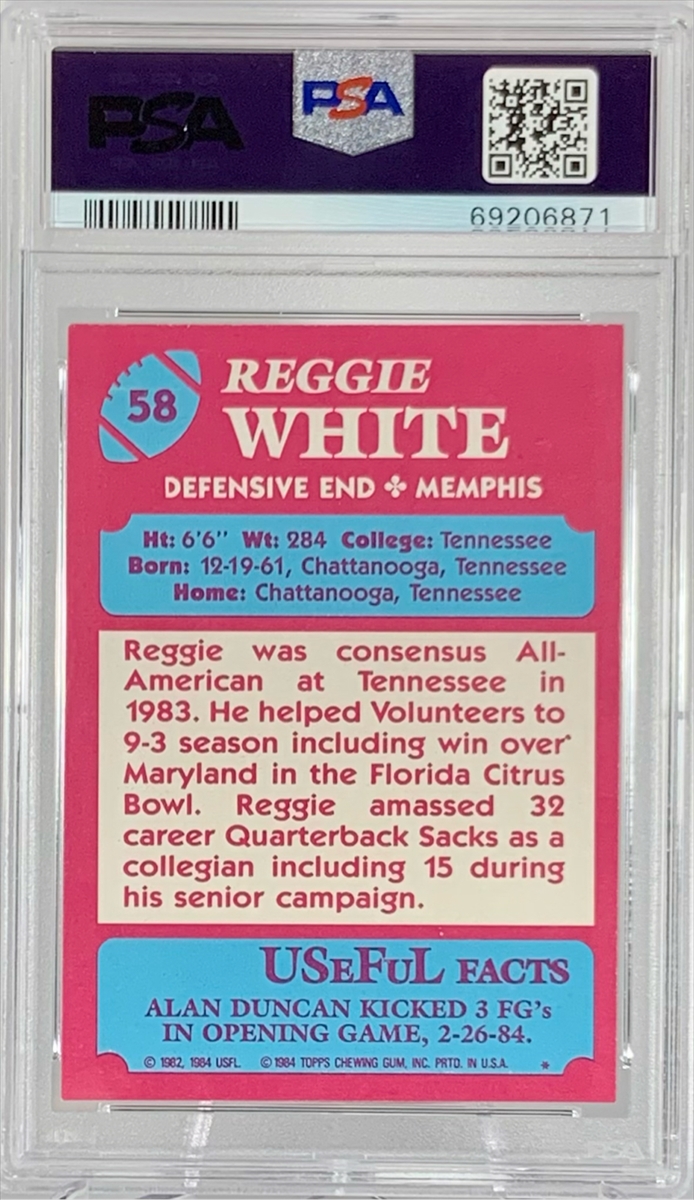 PSA
PSA
69206871
58
REGGIE
WHITE
DEFENSIVE END ✤ MEMPHIS
Ht: 6'6" Wt: 284 College: Tennessee
Born: 12-19-61, Chattanooga, Tennessee
Home: Chattanooga, Tennessee
Reggie was consensus All-
American at Tennessee in
1983. He helped Volunteers to
9-3 season including win over
Maryland in the Florida Citrus
Bowl. Reggie amassed 32
career Quarterback Sacks as a
collegian including 15 during
his senior campaign.
USeFuL FACTS
ALAN DUNCAN KICKED 3 FG's
IN OPENING GAME, 2-26-84.
© 1982, 1984 USFL. © 1984 TOPPS CHEWING GUM, INC. PRTD. IN U.S.A. *